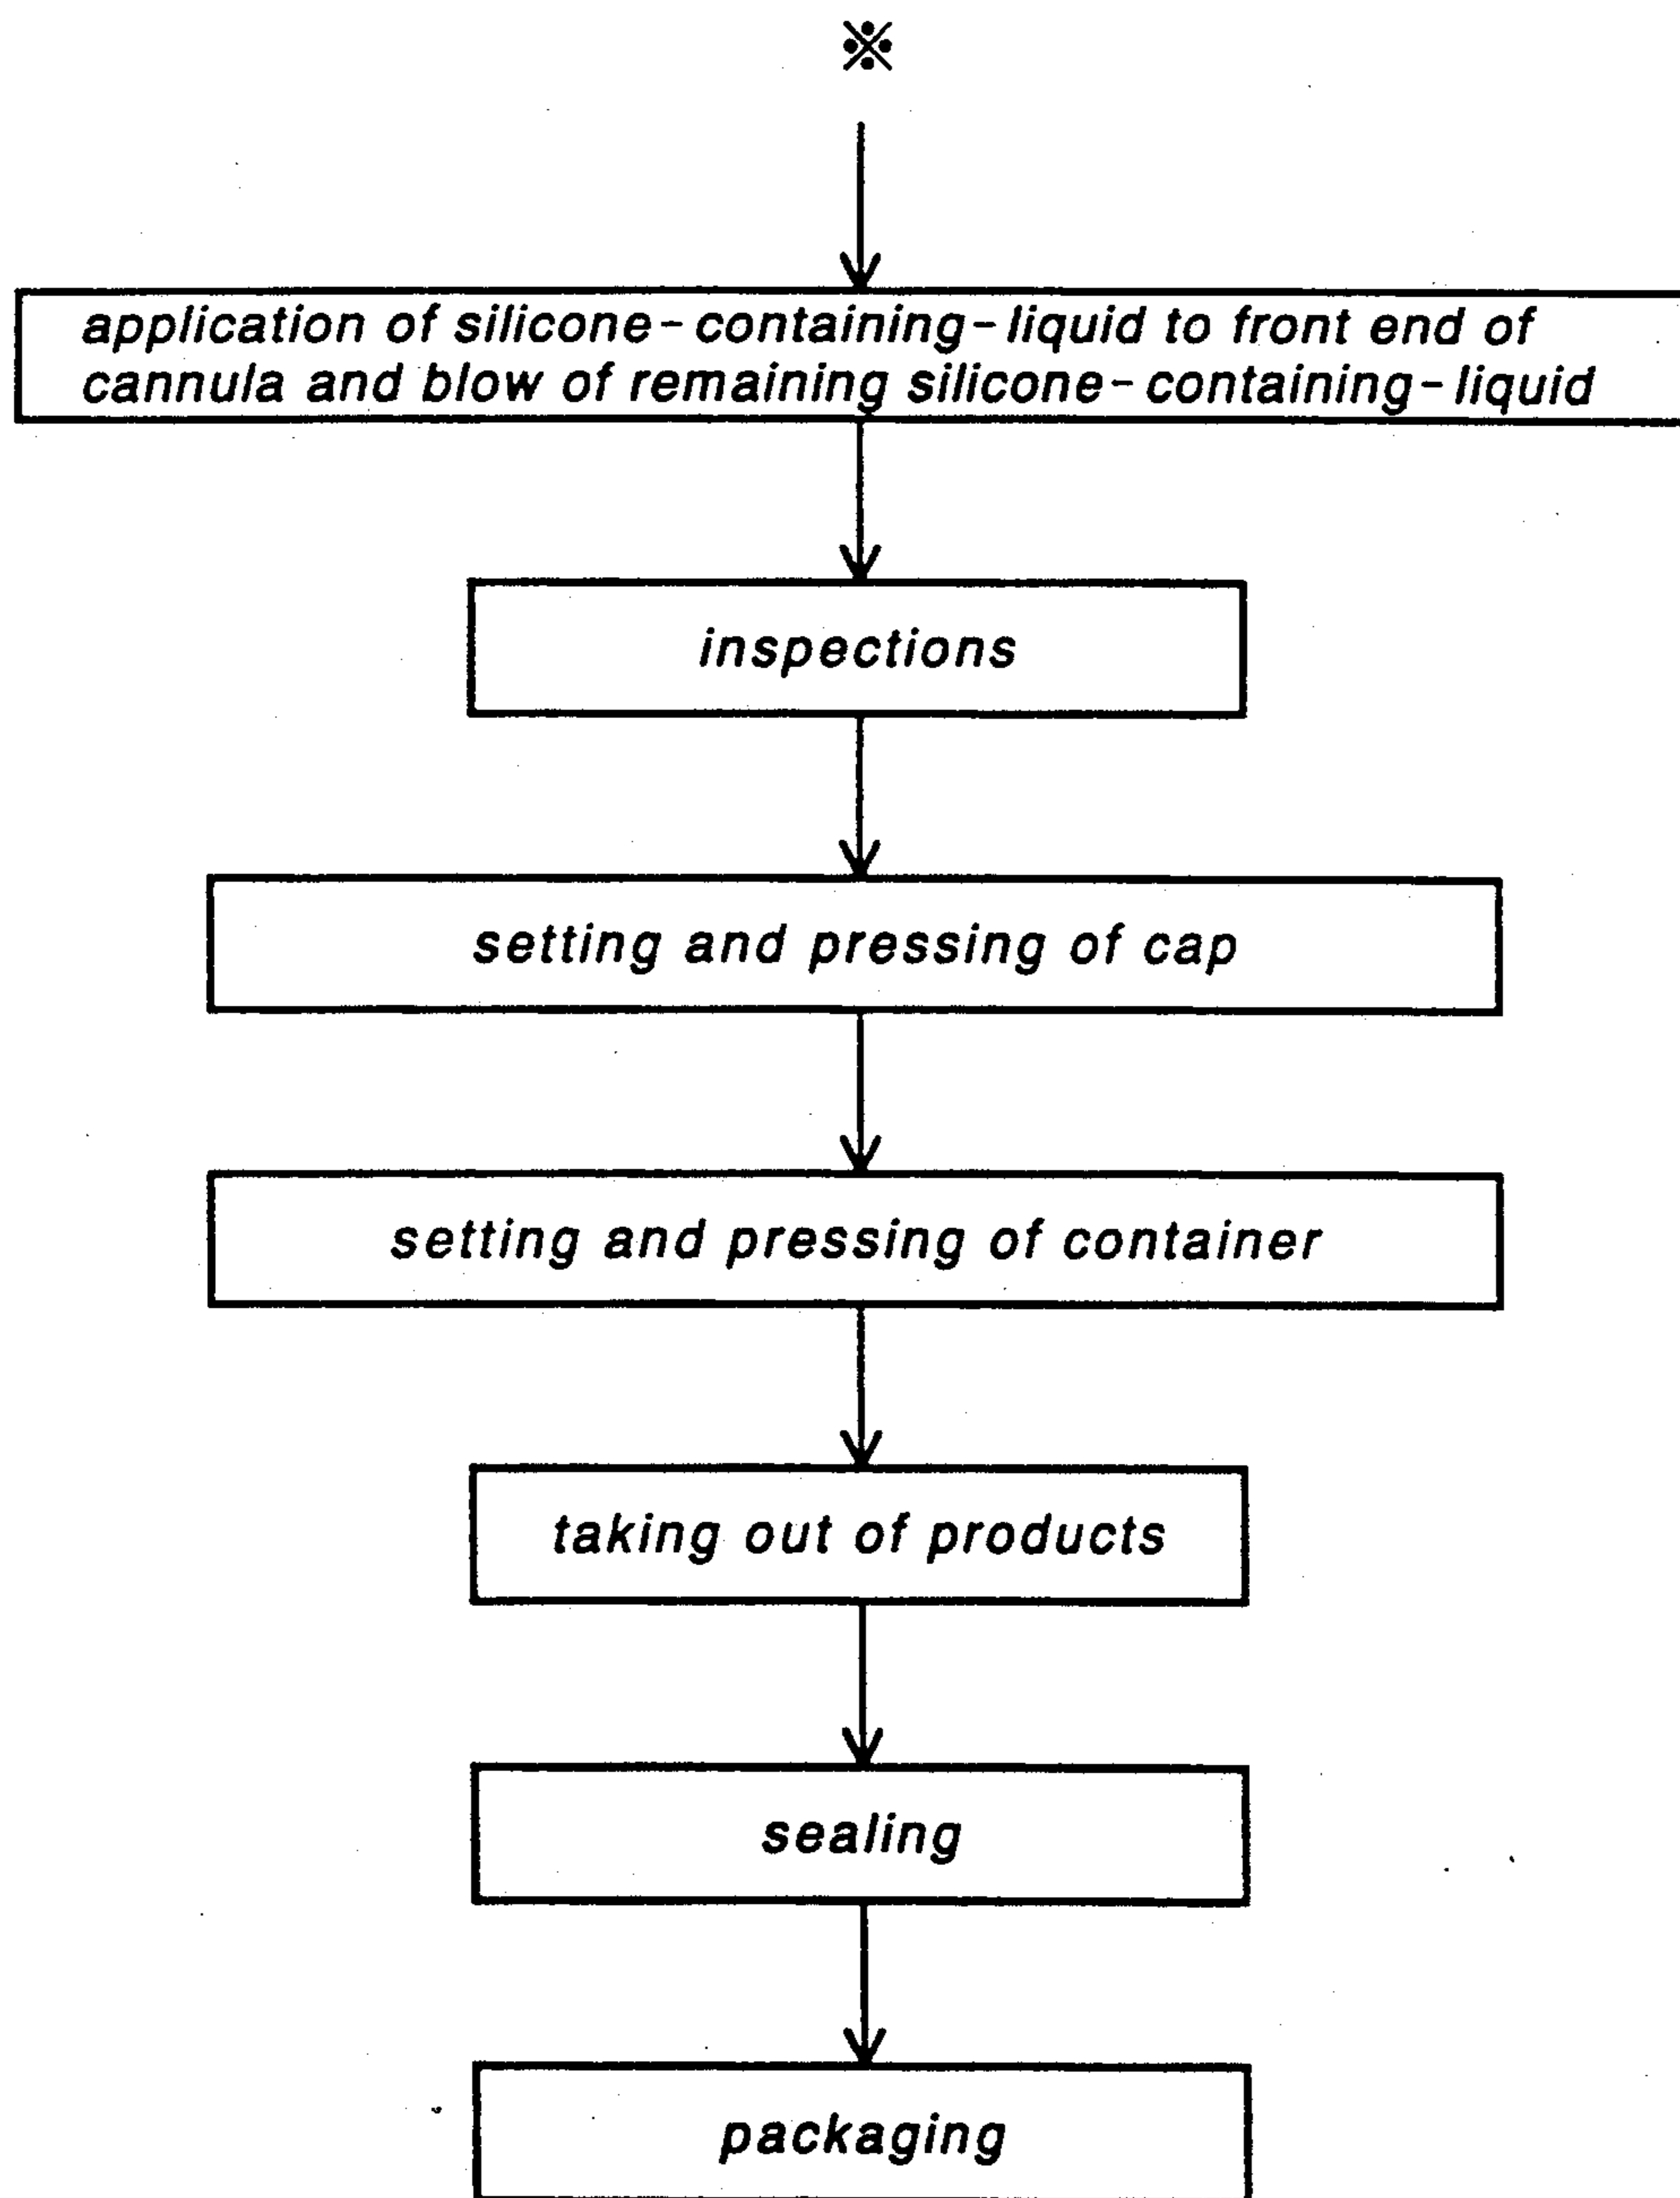 ※
application of silicone-containing-liquid to front end of
cannula and blow of remaining silicone-containing-liquid
inspections
setting and pressing of cap
setting and pressing of container
taking out of products
sealing
packaging